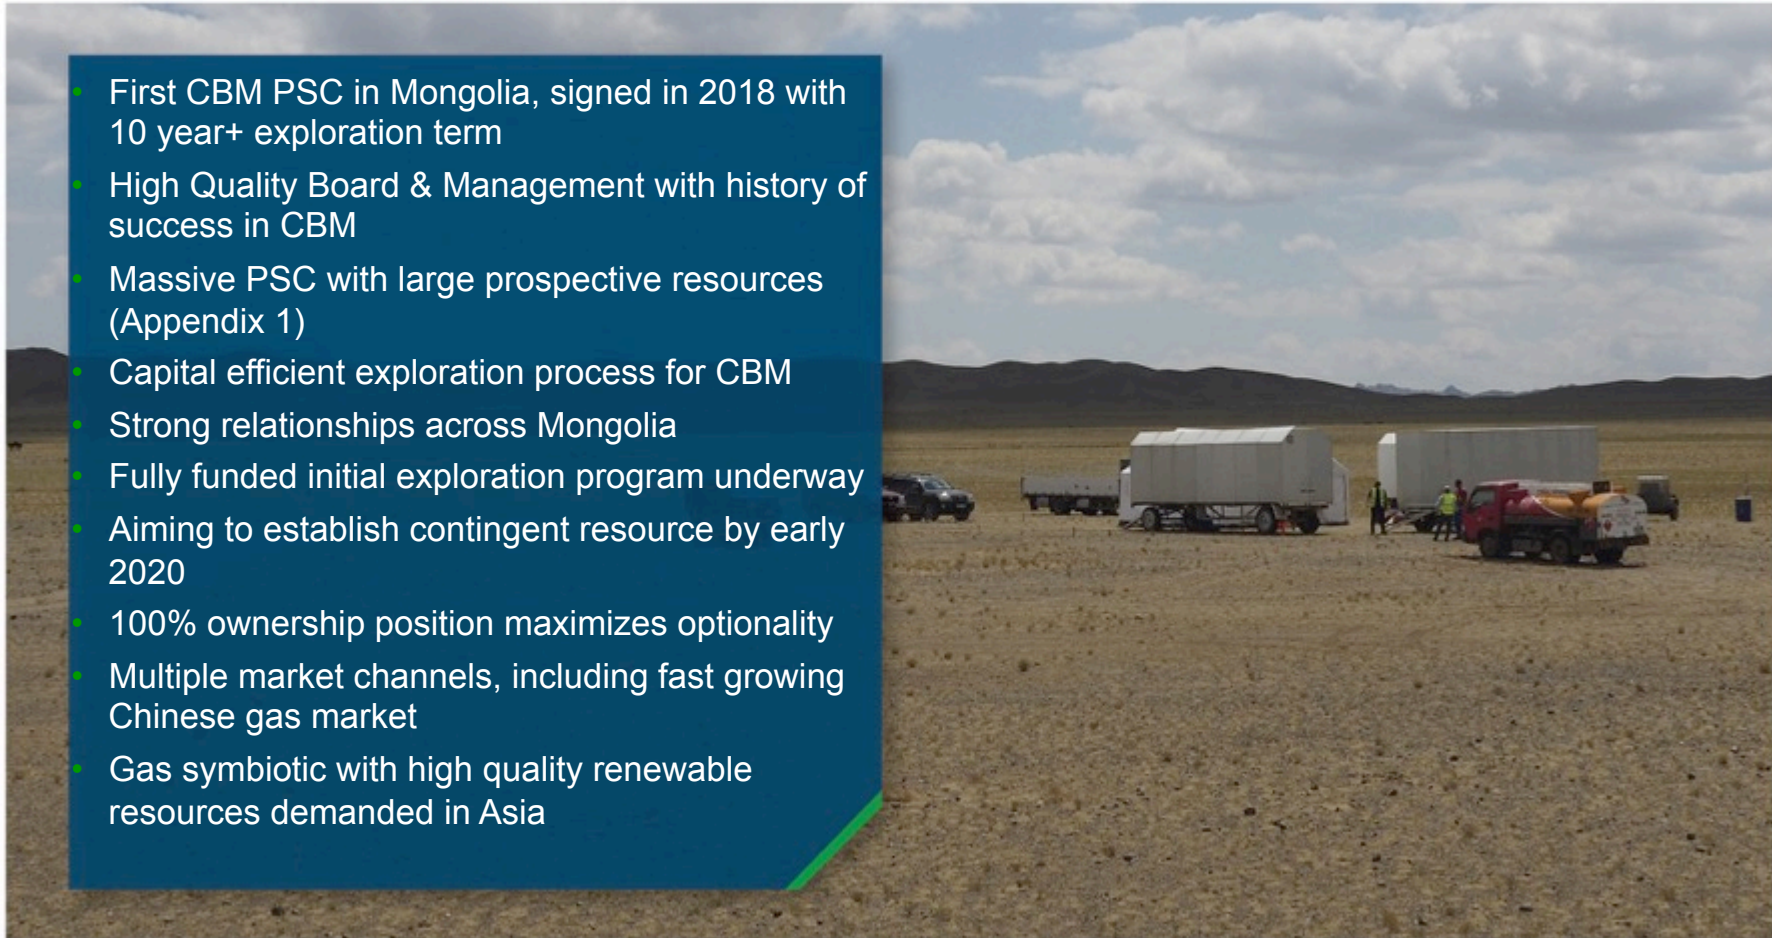 • First CBM PSC in Mongolia, signed in 2018 with
10 year+ exploration term
• High Quality Board & Management with history of
success in CBM
• Massive PSC with large prospective resources
(Appendix 1)
• Capital efficient exploration process for CBM
• Strong relationships across Mongolia
• Fully funded initial exploration program underway
• Aiming to establish contingent resource by early
2020
• 100% ownership position maximizes optionality
• Multiple market channels, including fast growing
Chinese gas market
• Gas symbiotic with high quality renewable
resources demanded in Asia